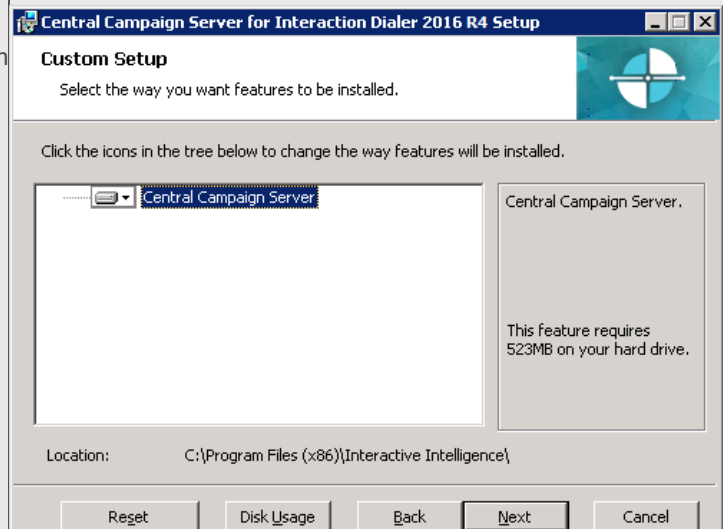 Central Campaign Server for Interaction Dialer 2016 R4 Setup
Custom Setup
Select the way you want features to be installed.
Click the icons in the tree below to change the way features will be installed.
Central Campaign Server
Central Campaign Server.
This feature requires
523MB on your hard drive.
Location: C:\Program Files (x86)\Interactive Intelligence\
Reset Disk Usage Back Next Cancel